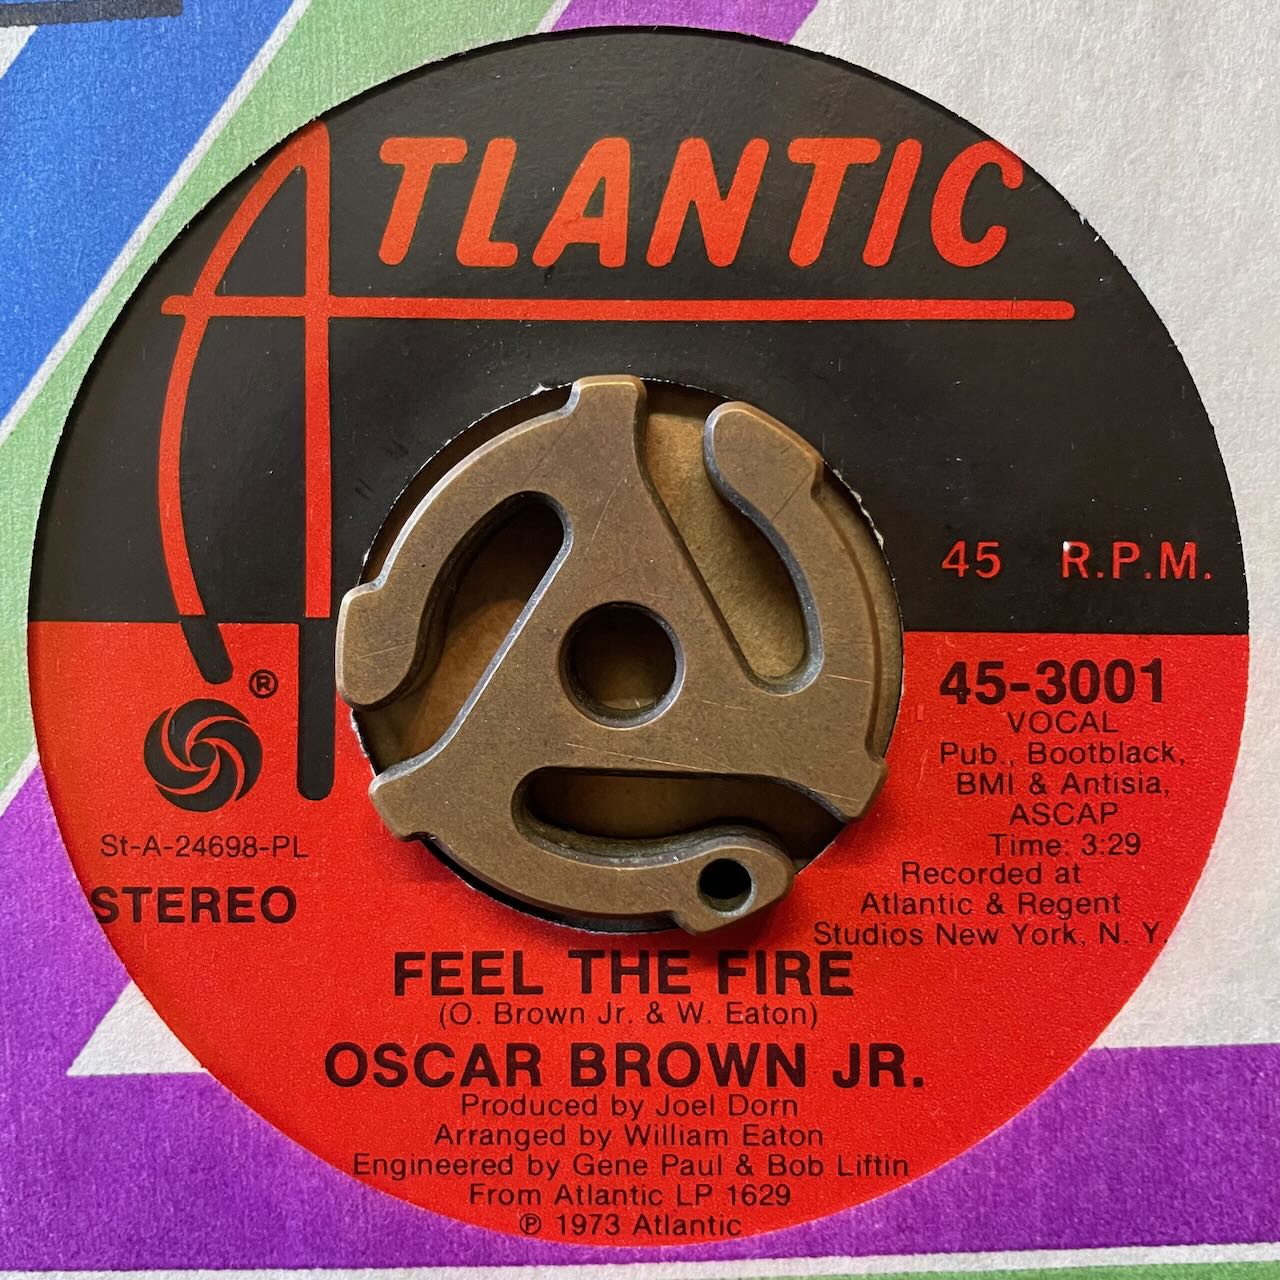 ATLANTIC
45 R.P.M.
®
45-3001
VOCAL
Pub., Bootblack,
BMI & Antisia,
ASCAP
Time: 3:29
Recorded at
Atlantic & Regent
Studios New York, N. Y.
St-A-24698-PL
STEREO
FEEL THE FIRE
(O. Brown Jr. & W. Eaton)
OSCAR BROWN JR.
Produced by Joel Dorn
Arranged by William Eaton
Engineered by Gene Paul & Bob Liftin
From Atlantic LP 1629
℗ 1973 Atlantic